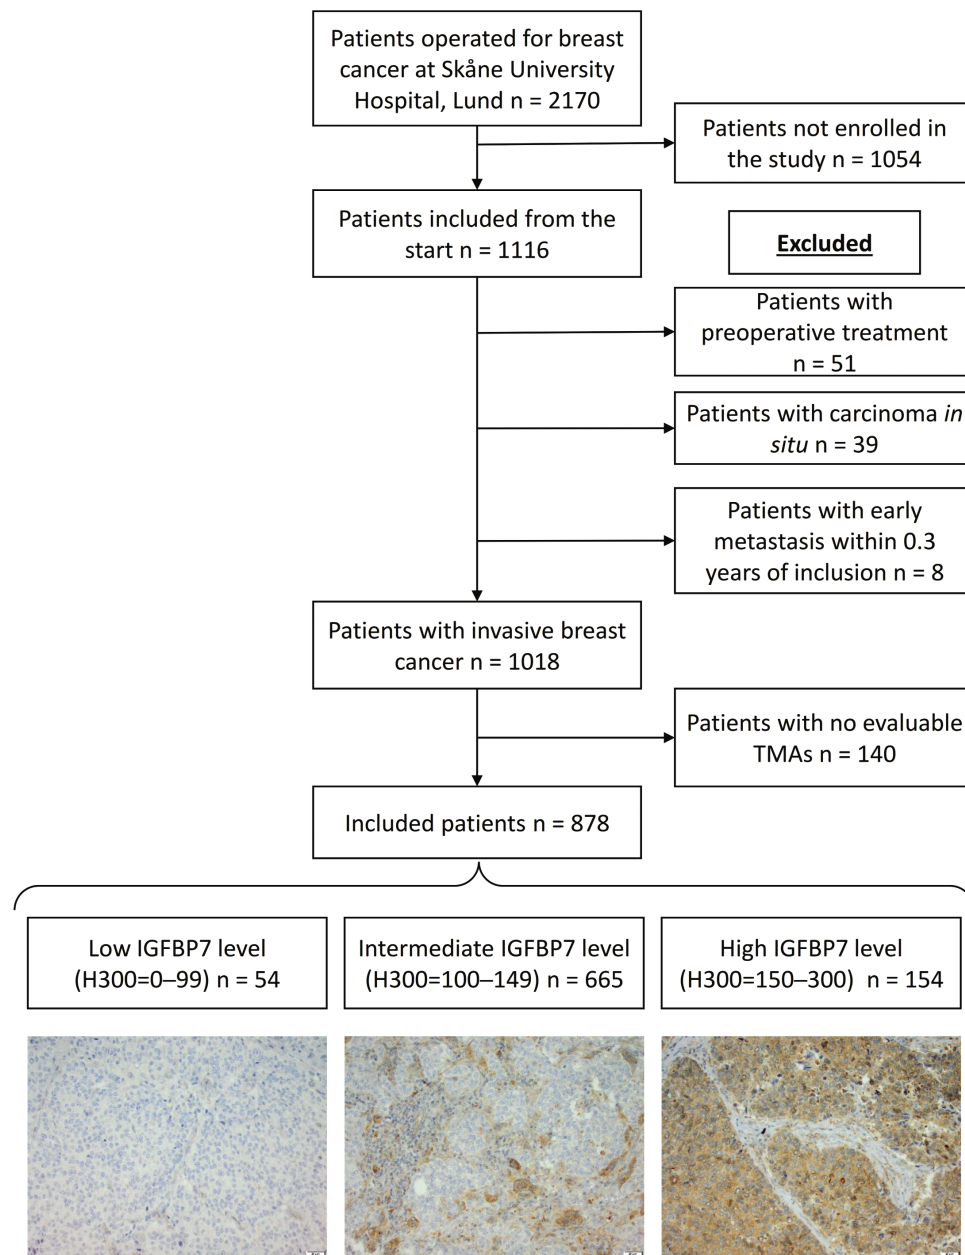 Patients operated for breast
cancer at Skåne University
Hospital, Lund n = 2170
Patients not enrolled in
the study n = 1054
Patients included from the
start n = 1116
Excluded
Patients with
preoperative treatment
n = 51
Patients with carcinoma in
situ n = 39
Patients with early
metastasis within 0.3
years of inclusion n = 8
Patients with invasive breast
cancer n = 1018
Patients with no evaluable
TMAs n = 140
Included patients n = 878
Low IGFBP7 level
(H300=0–99) n = 54
Intermediate IGFBP7 level
(H300=100–149) n = 665
High IGFBP7 level
(H300=150–300) n = 154